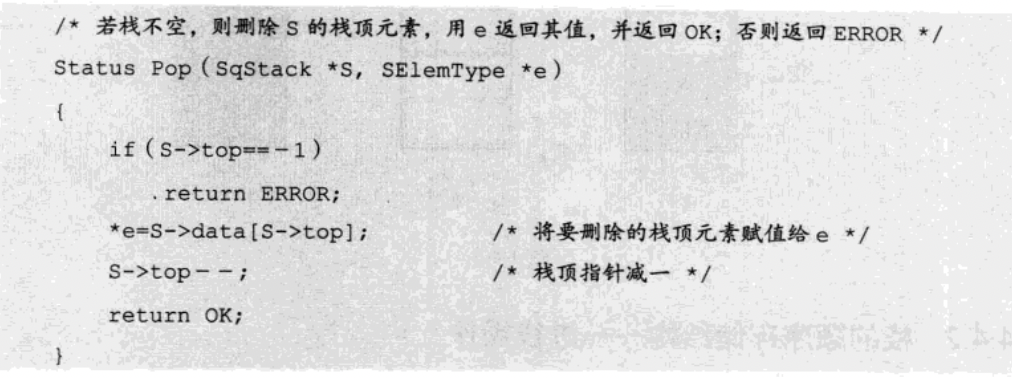 /* 若栈不空，则删除 S 的栈顶元素，用 e 返回其值，并返回 OK；否则返回 ERROR */
Status Pop（SqStack *S, SElemType *e）
{
if（S->top==－1）
return ERROR;
*e=S->data[S->top]; /* 将要删除的栈顶元素赋值给 e */
S->top－－; /* 栈顶指针减一 */
return OK;
}